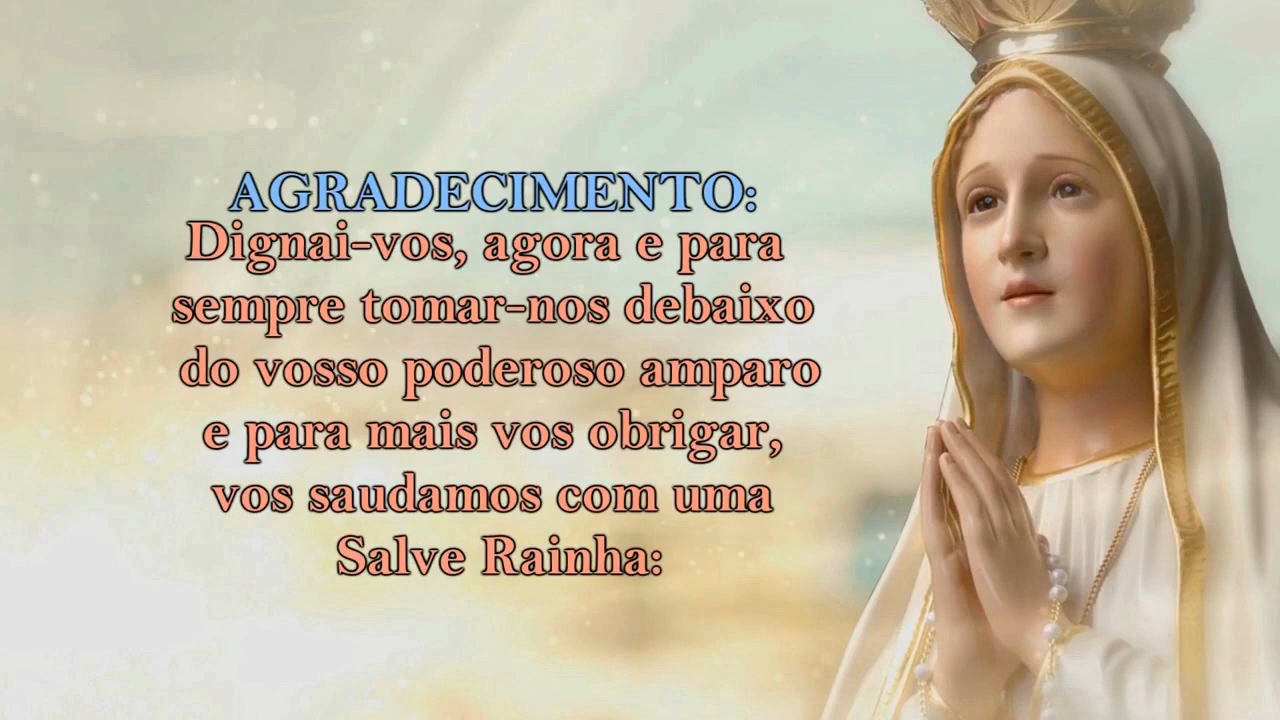 AGRADECIMENTO:
Dignai-vos, agora e para
sempre tomar-nos debaixo
do vosso poderoso amparo
e para mais vos obrigar,
vos saudamos com uma
Salve Rainha: